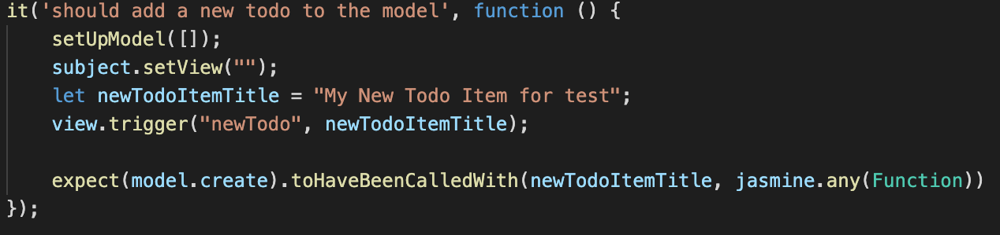 it('should add a new todo to the model', function () {
    setUpModel([]);
    subject.setView("");
    let newTodoItemTitle = "My New Todo Item for test";
    view.trigger("newTodo", newTodoItemTitle);

    expect(model.create).toHaveBeenCalledWith(newTodoItemTitle, jasmine.any(Function))
});